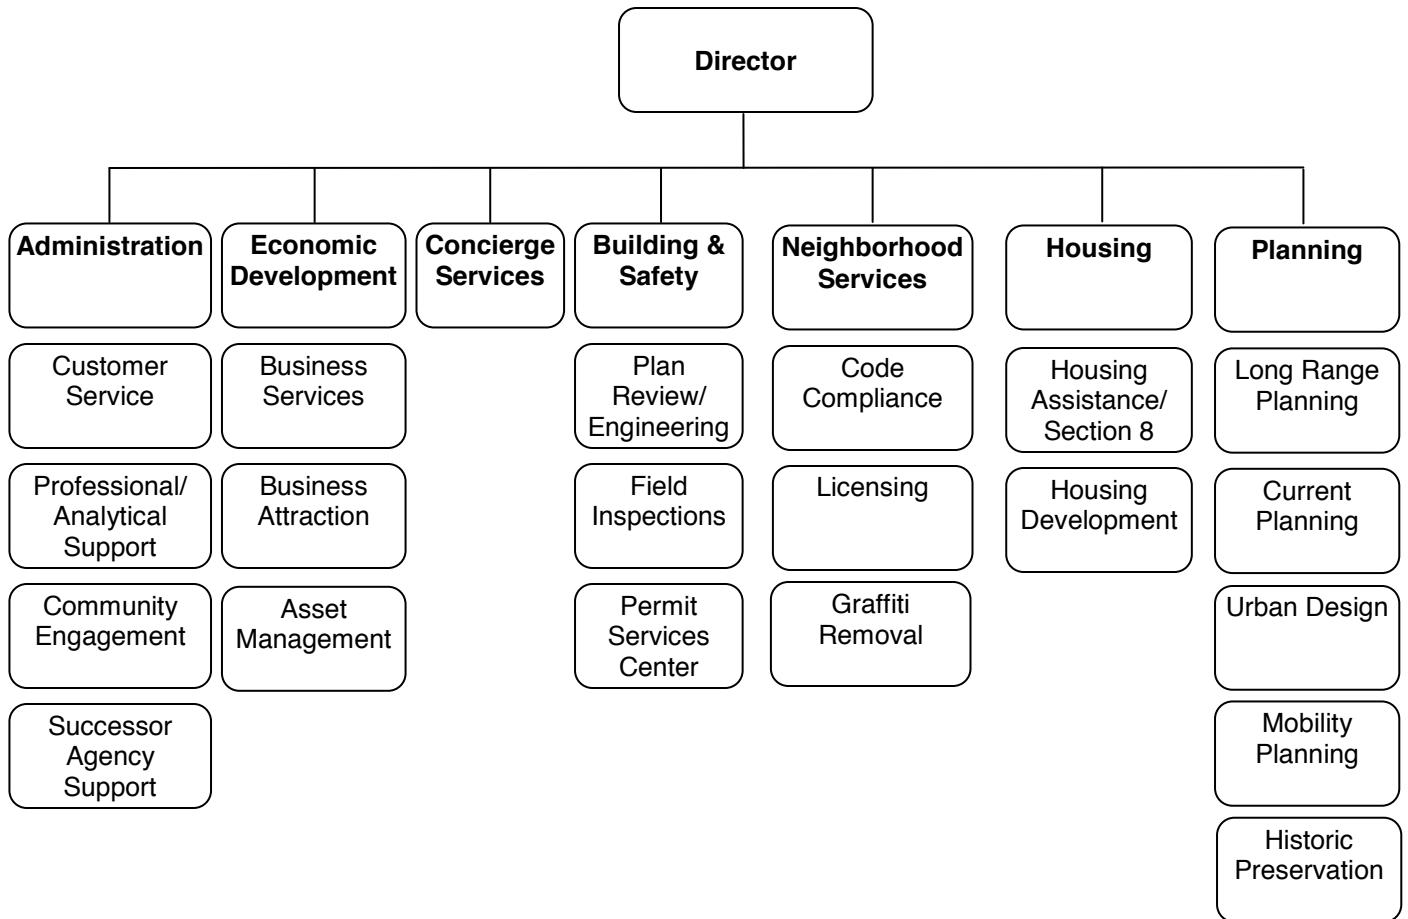 Director
Administration
Economic
Development
Concierge
Services
Building &
Safety
Neighborhood
Services
Housing
Planning
Customer
Service
Professional/
Analytical
Support
Community
Engagement
Successor
Agency
Support
Business
Services
Business
Attraction
Asset
Management
Plan
Review/
Engineering
Field
Inspections
Permit
Services
Center
Code
Compliance
Licensing
Graffiti
Removal
Housing
Assistance/
Section 8
Housing
Development
Long Range
Planning
Current
Planning
Urban Design
Mobility
Planning
Historic
Preservation